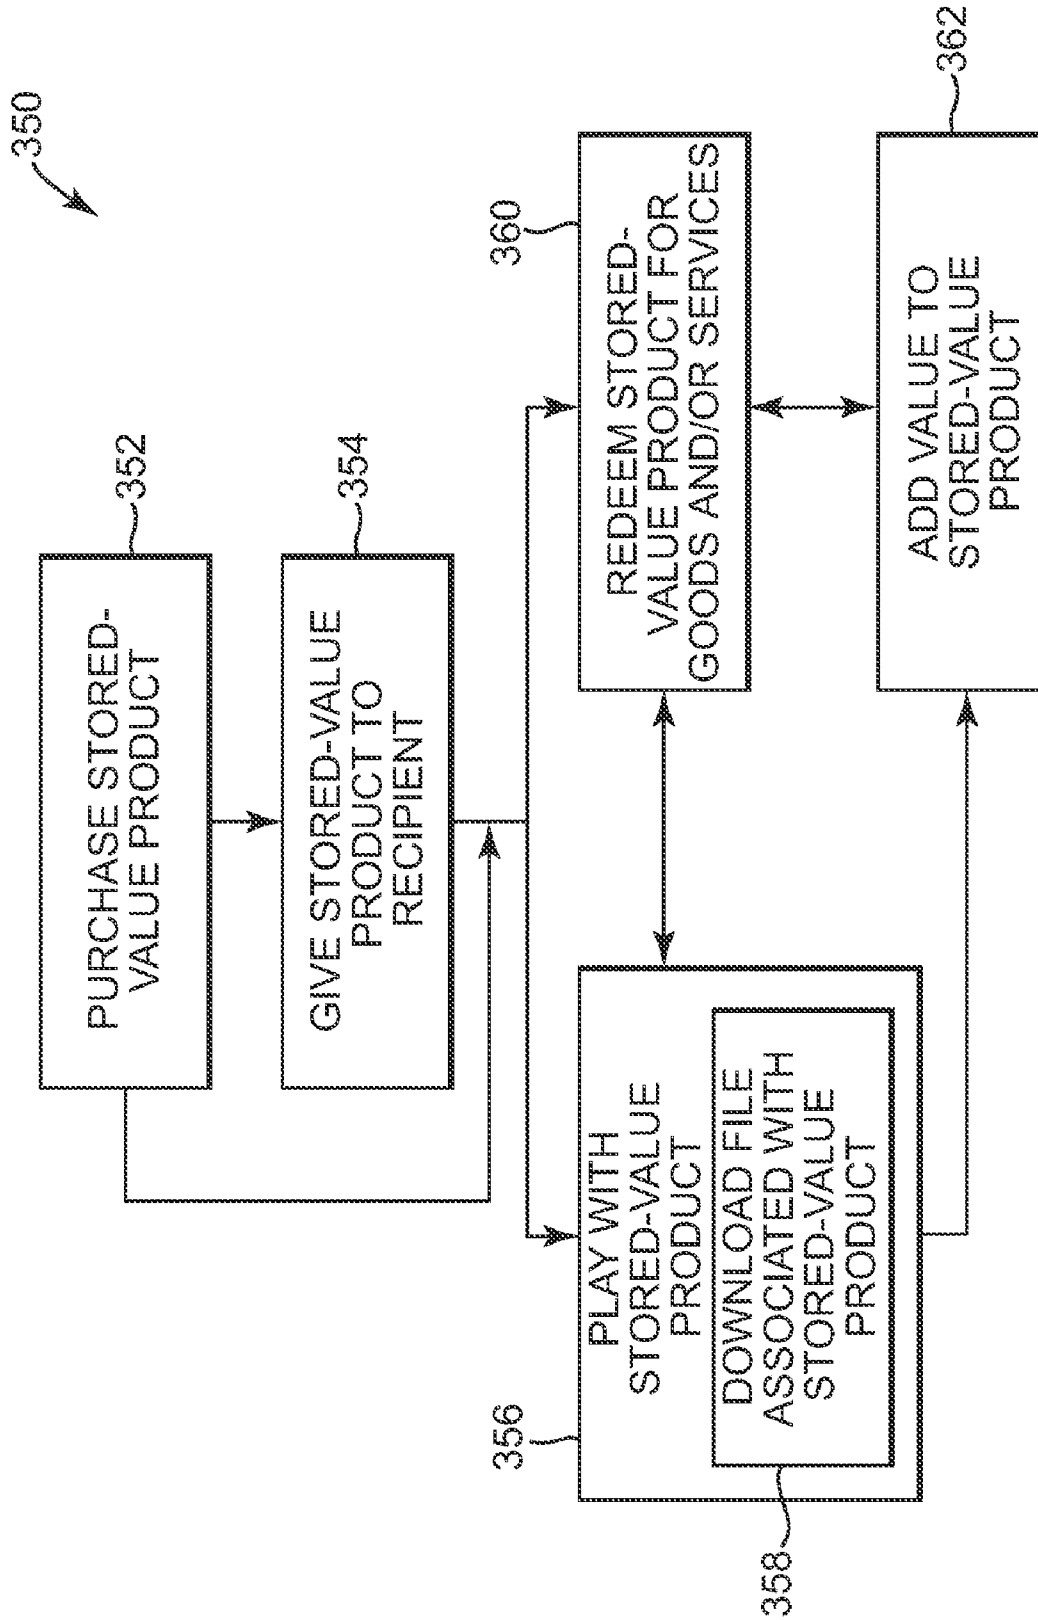 350
PURCHASE STORED-
VALUE PRODUCT
352
GIVE STORED-VALUE
PRODUCT TO
RECIPIENT
354
356
PLAY WITH
STORED-VALUE
PRODUCT
DOWNLOAD FILE
ASSOCIATED WITH
STORED-VALUE
PRODUCT
358
360
REDEEM STORED-
VALUE PRODUCT FOR
GOODS AND/OR SERVICES
362
ADD VALUE TO
STORED-VALUE
PRODUCT